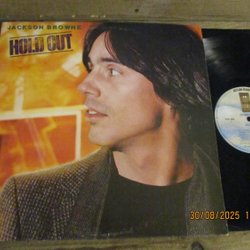 JACKSON BROWNE
HOLD OUT
30/08/2025 1